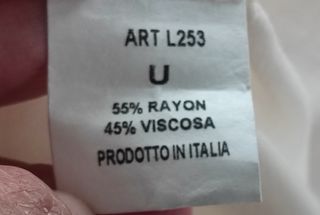 ART L253
U
55% RAYON
45% VISCOSA
PRODOTTO IN ITALIA